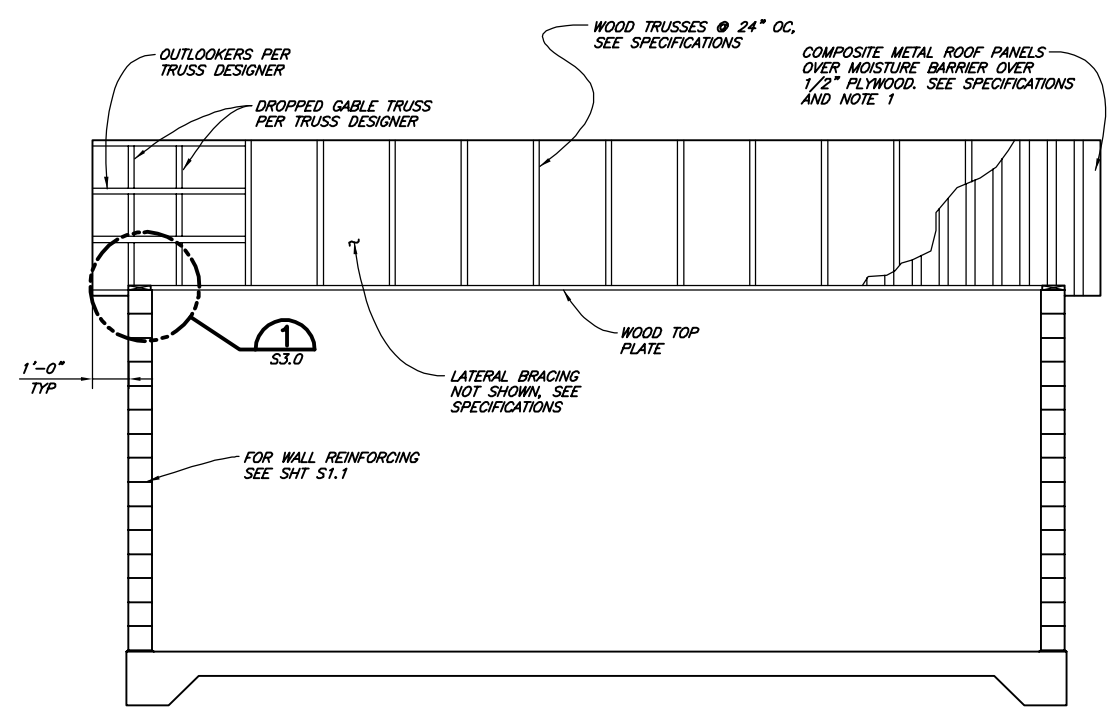 WOOD TRUSSES @ 24" OC,
SEE SPECIFICATIONS
OUTLOOKERS PER
TRUSS DESIGNER
COMPOSITE METAL ROOF PANELS
OVER MOISTURE BARRIER OVER
1/2" PLYWOOD. SEE SPECIFICATIONS
AND NOTE 1
DROPPED GABLE TRUSS
PER TRUSS DESIGNER
1
S3.0
WOOD TOP
PLATE
1'-0"
TYP
LATERAL BRACING
NOT SHOWN, SEE
SPECIFICATIONS
FOR WALL REINFORCING
SEE SHT S1.1